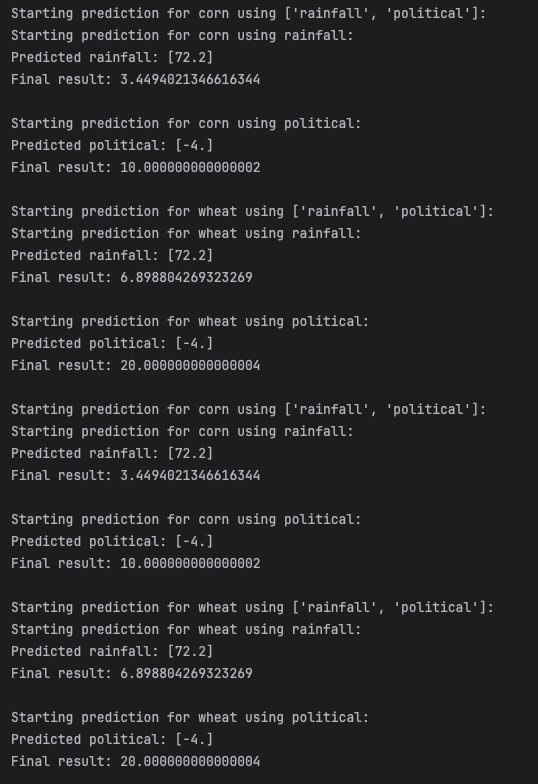 Starting prediction for corn using ['rainfall', 'political']:
Starting prediction for corn using rainfall:
Predicted rainfall: [72.2]
Final result: 3.4494021346616344
Starting prediction for corn using political:
Predicted political: [-4.]
Final result: 10.000000000000002
Starting prediction for wheat using ['rainfall', 'political']:
Starting prediction for wheat using rainfall:
Predicted rainfall: [72.2]
Final result: 6.898804269323269
Starting prediction for wheat using political:
Predicted political: [-4.]
Final result: 20.000000000000004
Starting prediction for corn using ['rainfall', 'political']:
Starting prediction for corn using rainfall:
Predicted rainfall: [72.2]
Final result: 3.4494021346616344
Starting prediction for corn using political:
Predicted political: [-4.]
Final result: 10.000000000000002
Starting prediction for wheat using ['rainfall', 'political']:
Starting prediction for wheat using rainfall:
Predicted rainfall: [72.2]
Final result: 6.898804269323269
Starting prediction for wheat using political:
Predicted political: [-4.]
Final result: 20.000000000000004